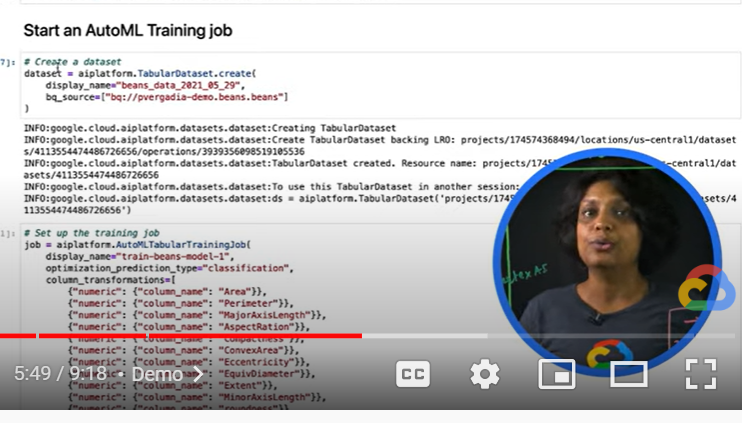 Start an AutoML Training job
7]:
# Create a dataset
dataset = aiplatform.TabularDataset.create(
display_name="beans_data_2021_05_29",
bq_source=["bq://pvergadia-demo.beans.beans"]
)
INFO:google.cloud.aiplatform.datasets.dataset:Creating TabularDataset
INFO:google.cloud.aiplatform.datasets.dataset:Create TabularDataset backing LRO: projects/174574368494/locations/us-central1/dataset
s/4113554474486726656/operations/3939356098519105536
INFO:google.cloud.aiplatform.datasets.dataset:TabularDataset created. Resource name: projects/1745 -central1/dat
asets/4113554474486726656
INFO:google.cloud.aiplatform.datasets.dataset:To use this TabularDataset in another session:
INFO:google.cloud.aiplatform.datasets.dataset:ds = aiplatform.TabularDataset('projects/1745 sets/4
113554474486726656')
1]:
# Set up the training job
job = aiplatform.AutoMLTabularTrainingJob(
display_name="train-beans-model-1",
optimization_prediction_type="classification",
column_transformations=[
{"numeric": {"column_name": "Area"}},
{"numeric": {"column_name": "Perimeter"}},
{"numeric": {"column_name": "MajorAxisLength"}},
{"numeric": {"column_name": "AspectRation"}},
{"numeric": {"column_name": "Compactness"}},
{"numeric": {"column_name": "ConvexArea"}},
{"numeric": {"column_name": "Eccentricity"}},
{"numeric": {"column_name": "EquivDiameter"}},
{"numeric": {"column_name": "Extent"}},
{"numeric": {"column_name": "MinorAxisLength"}},
{"numeric": {"column_name": "roundness"}},
5:49 / 9:18 • Demo >
CC